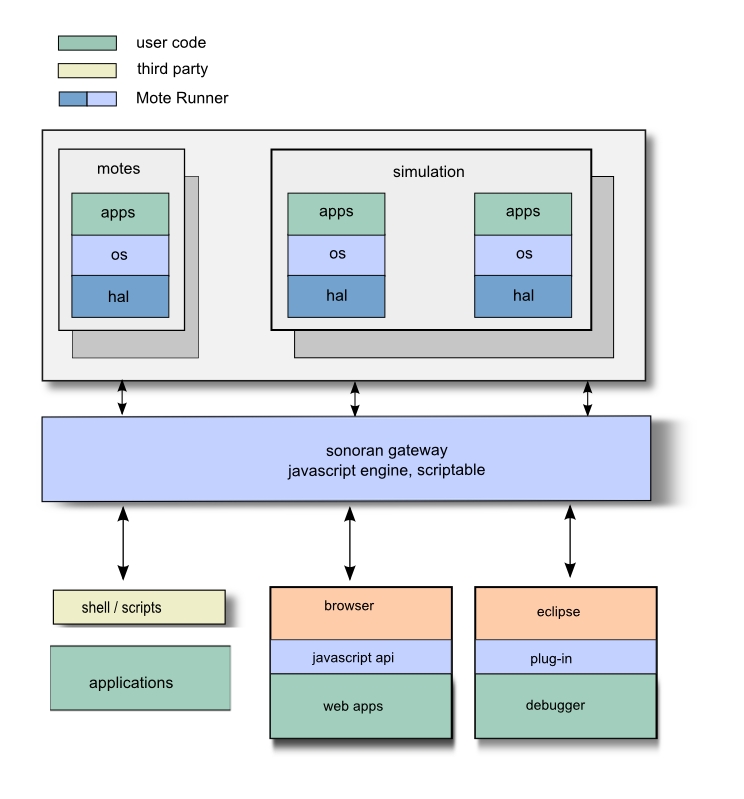 user code
third party
Mote Runner
motes
simulation
apps
apps
apps
os
os
os
hal
hal
hal
sonoran gateway
javascript engine, scriptable
shell / scripts
applications
browser
javascript api
web apps
eclipse
plug-in
debugger